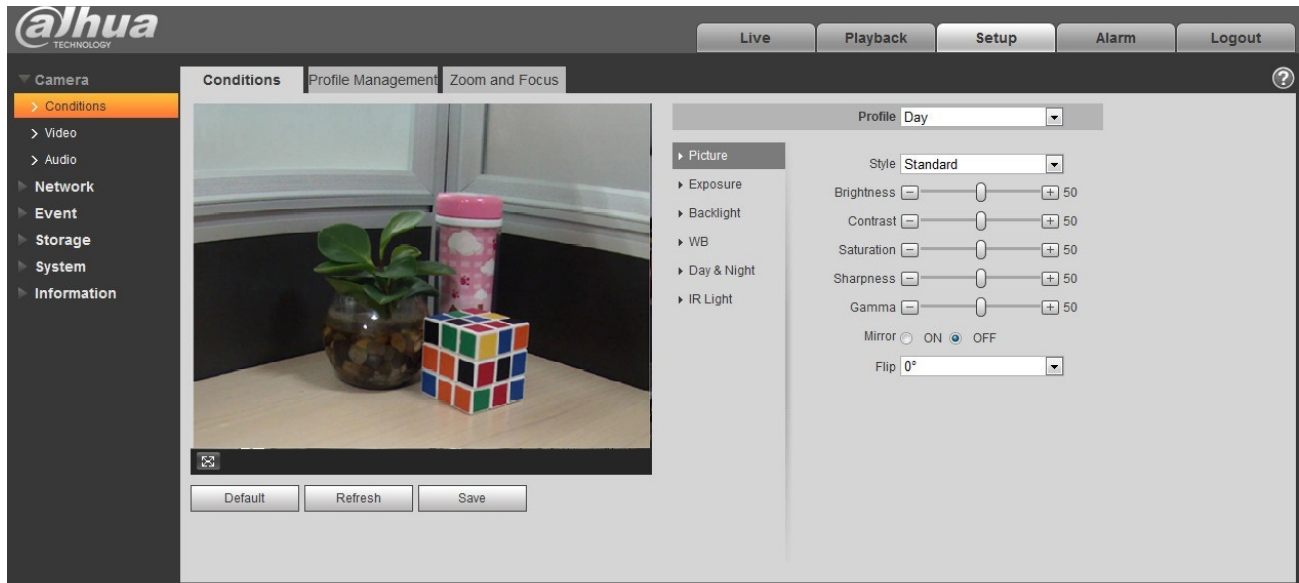 alhua
TECHNOLOGY
Live
Playback
Setup
Alarm
Logout
Camera
Conditions
Video
Audio
Network
Event
Storage
System
Information
Conditions
Profile Management
Zoom and Focus
?
Profile Day
Picture
Exposure
Backlight
WB
Day & Night
IR Light
Style Standard
Brightness 50
Contrast 50
Saturation 50
Sharpness 50
Gamma 50
Mirror ON OFF
Flip 0°
Default
Refresh
Save